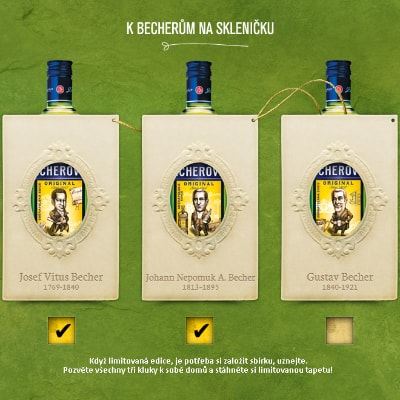 K BECHERŮM NA SKLENIČKU
CHEROV
ORIGINAL
CHEROV
ORIGINAL
CHEROV
ORIGINAL
Josef Vitus Becher
1769-1840
Johann Nepomuk A. Becher
1813-1895
Gustav Becher
1840-1921
Když limitovaná edice, je potřeba si založit sbírku, uznejte.
Pozvěte všechny tři kluky k sobě domů a stáhněte si limitovanou tapetu!